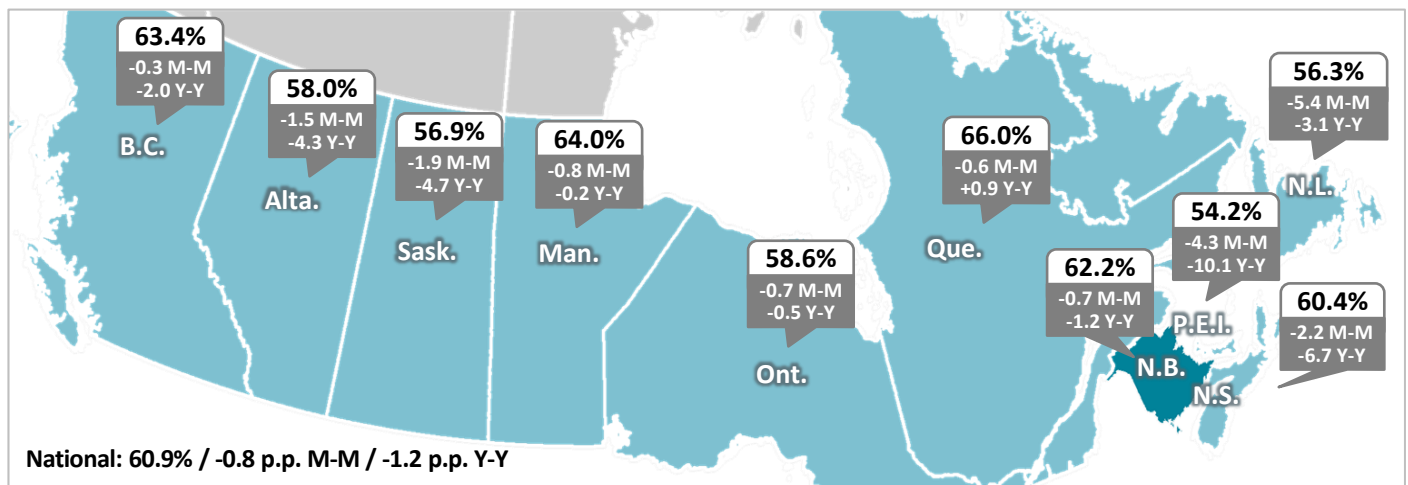 63.4%
-0.3 M-M
-2.0 Y-Y
B.C.
58.0%
-1.5 M-M
-4.3 Y-Y
Alta.
56.9%
-1.9 M-M
-4.7 Y-Y
Sask.
64.0%
-0.8 M-M
-0.2 Y-Y
Man.
58.6%
-0.7 M-M
-0.5 Y-Y
Ont.
66.0%
-0.6 M-M
+0.9 Y-Y
Que.
56.3%
-5.4 M-M
-3.1 Y-Y
N.L.
54.2%
-4.3 M-M
-10.1 Y-Y
P.E.I.
62.2%
-0.7 M-M
-1.2 Y-Y
N.B.
60.4%
-2.2 M-M
-6.7 Y-Y
N.S.
National: 60.9% / -0.8 p.p. M-M / -1.2 p.p. Y-Y